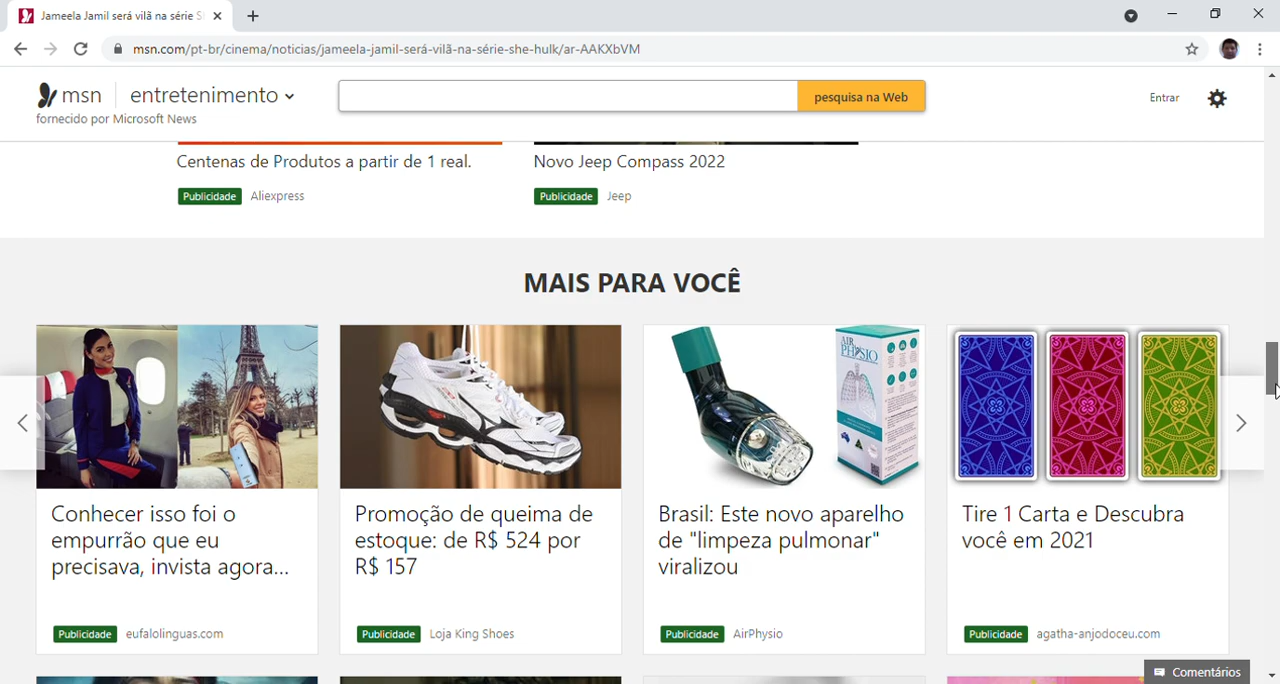 Jameela Jamil será vilã na série S
msn.com/pt-br/cinema/noticias/jameela-jamil-será-vilã-na-série-she-hulk/ar-AAKXbVM
msn entretenimento
pesquisa na Web
Entrar
fornecido por Microsoft News
Centenas de Produtos a partir de 1 real.
Publicidade Aliexpress
Novo Jeep Compass 2022
Publicidade Jeep
MAIS PARA VOCÊ
Conhecer isso foi o
empurrão que eu
precisava, invista agora...
Publicidade eufalolinguas.com
Promoção de queima de
estoque: de R$ 524 por
R$ 157
Publicidade Loja King Shoes
AIR
PHYSIO
Brasil: Este novo aparelho
de "limpeza pulmonar"
viralizou
Publicidade AirPhysio
Tire 1 Carta e Descubra
você em 2021
Publicidade agatha-anjodoceu.com
Comentários